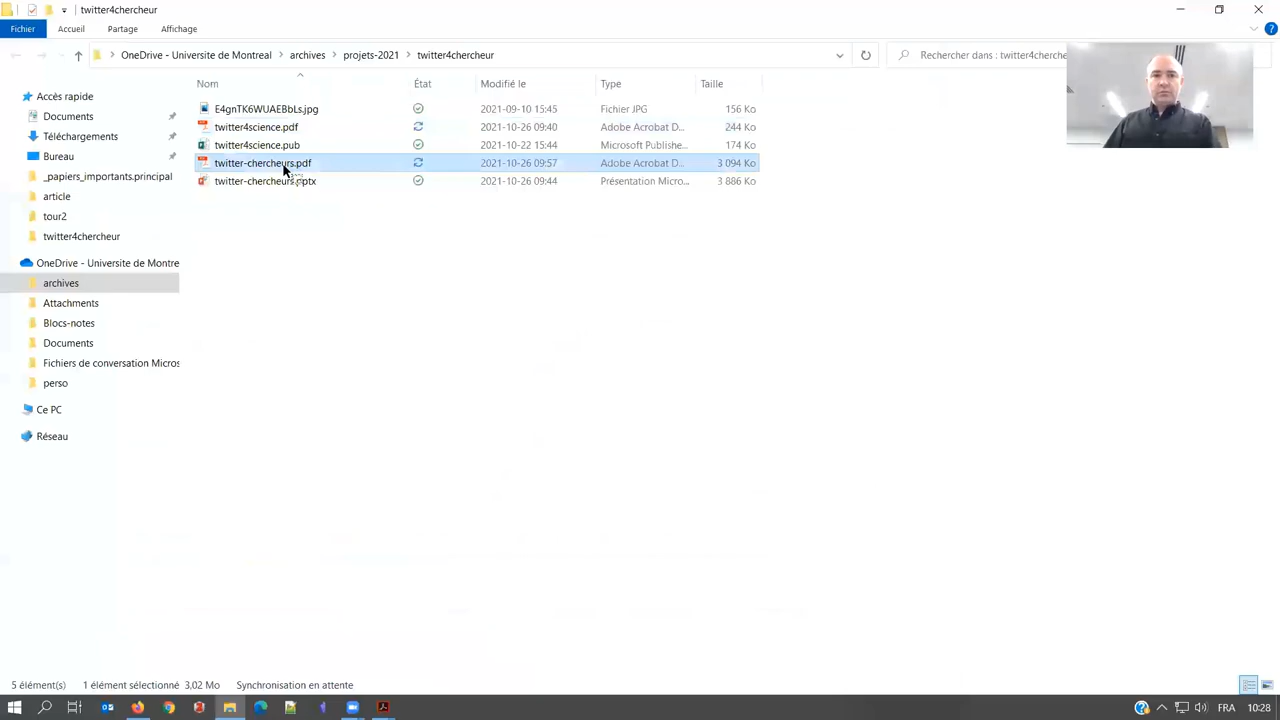 twitter4chercheur
Fichier Accueil Partage Affichage
OneDrive - Universite de Montreal archives projets-2021 twitter4chercheur
Rechercher dans : twitter4cherche
Nom État Modifié le Type Taille
E4gnTK6WUAEBbLs.jpg 2021-09-10 15:45 Fichier JPG 156 Ko
twitter4science.pdf 2021-10-26 09:40 Adobe Acrobat D... 244 Ko
twitter4science.pub 2021-10-22 15:44 Microsoft Publishe... 174 Ko
twitter-chercheurs.pdf 2021-10-26 09:57 Adobe Acrobat D... 3 094 Ko
twitter-chercheurs.pptx 2021-10-26 09:44 Présentation Micro... 3 886 Ko
Accès rapide
Documents
Téléchargements
Bureau
_papiers_importants.principal
article
tour2
twitter4chercheur
OneDrive - Universite de Montre
archives
Attachments
Blocs-notes
Documents
Fichiers de conversation Micros
perso
Ce PC
Réseau
5 élément(s) 1 élément sélectionné 3,02 Mo Synchronisation en attente
FRA 10:28